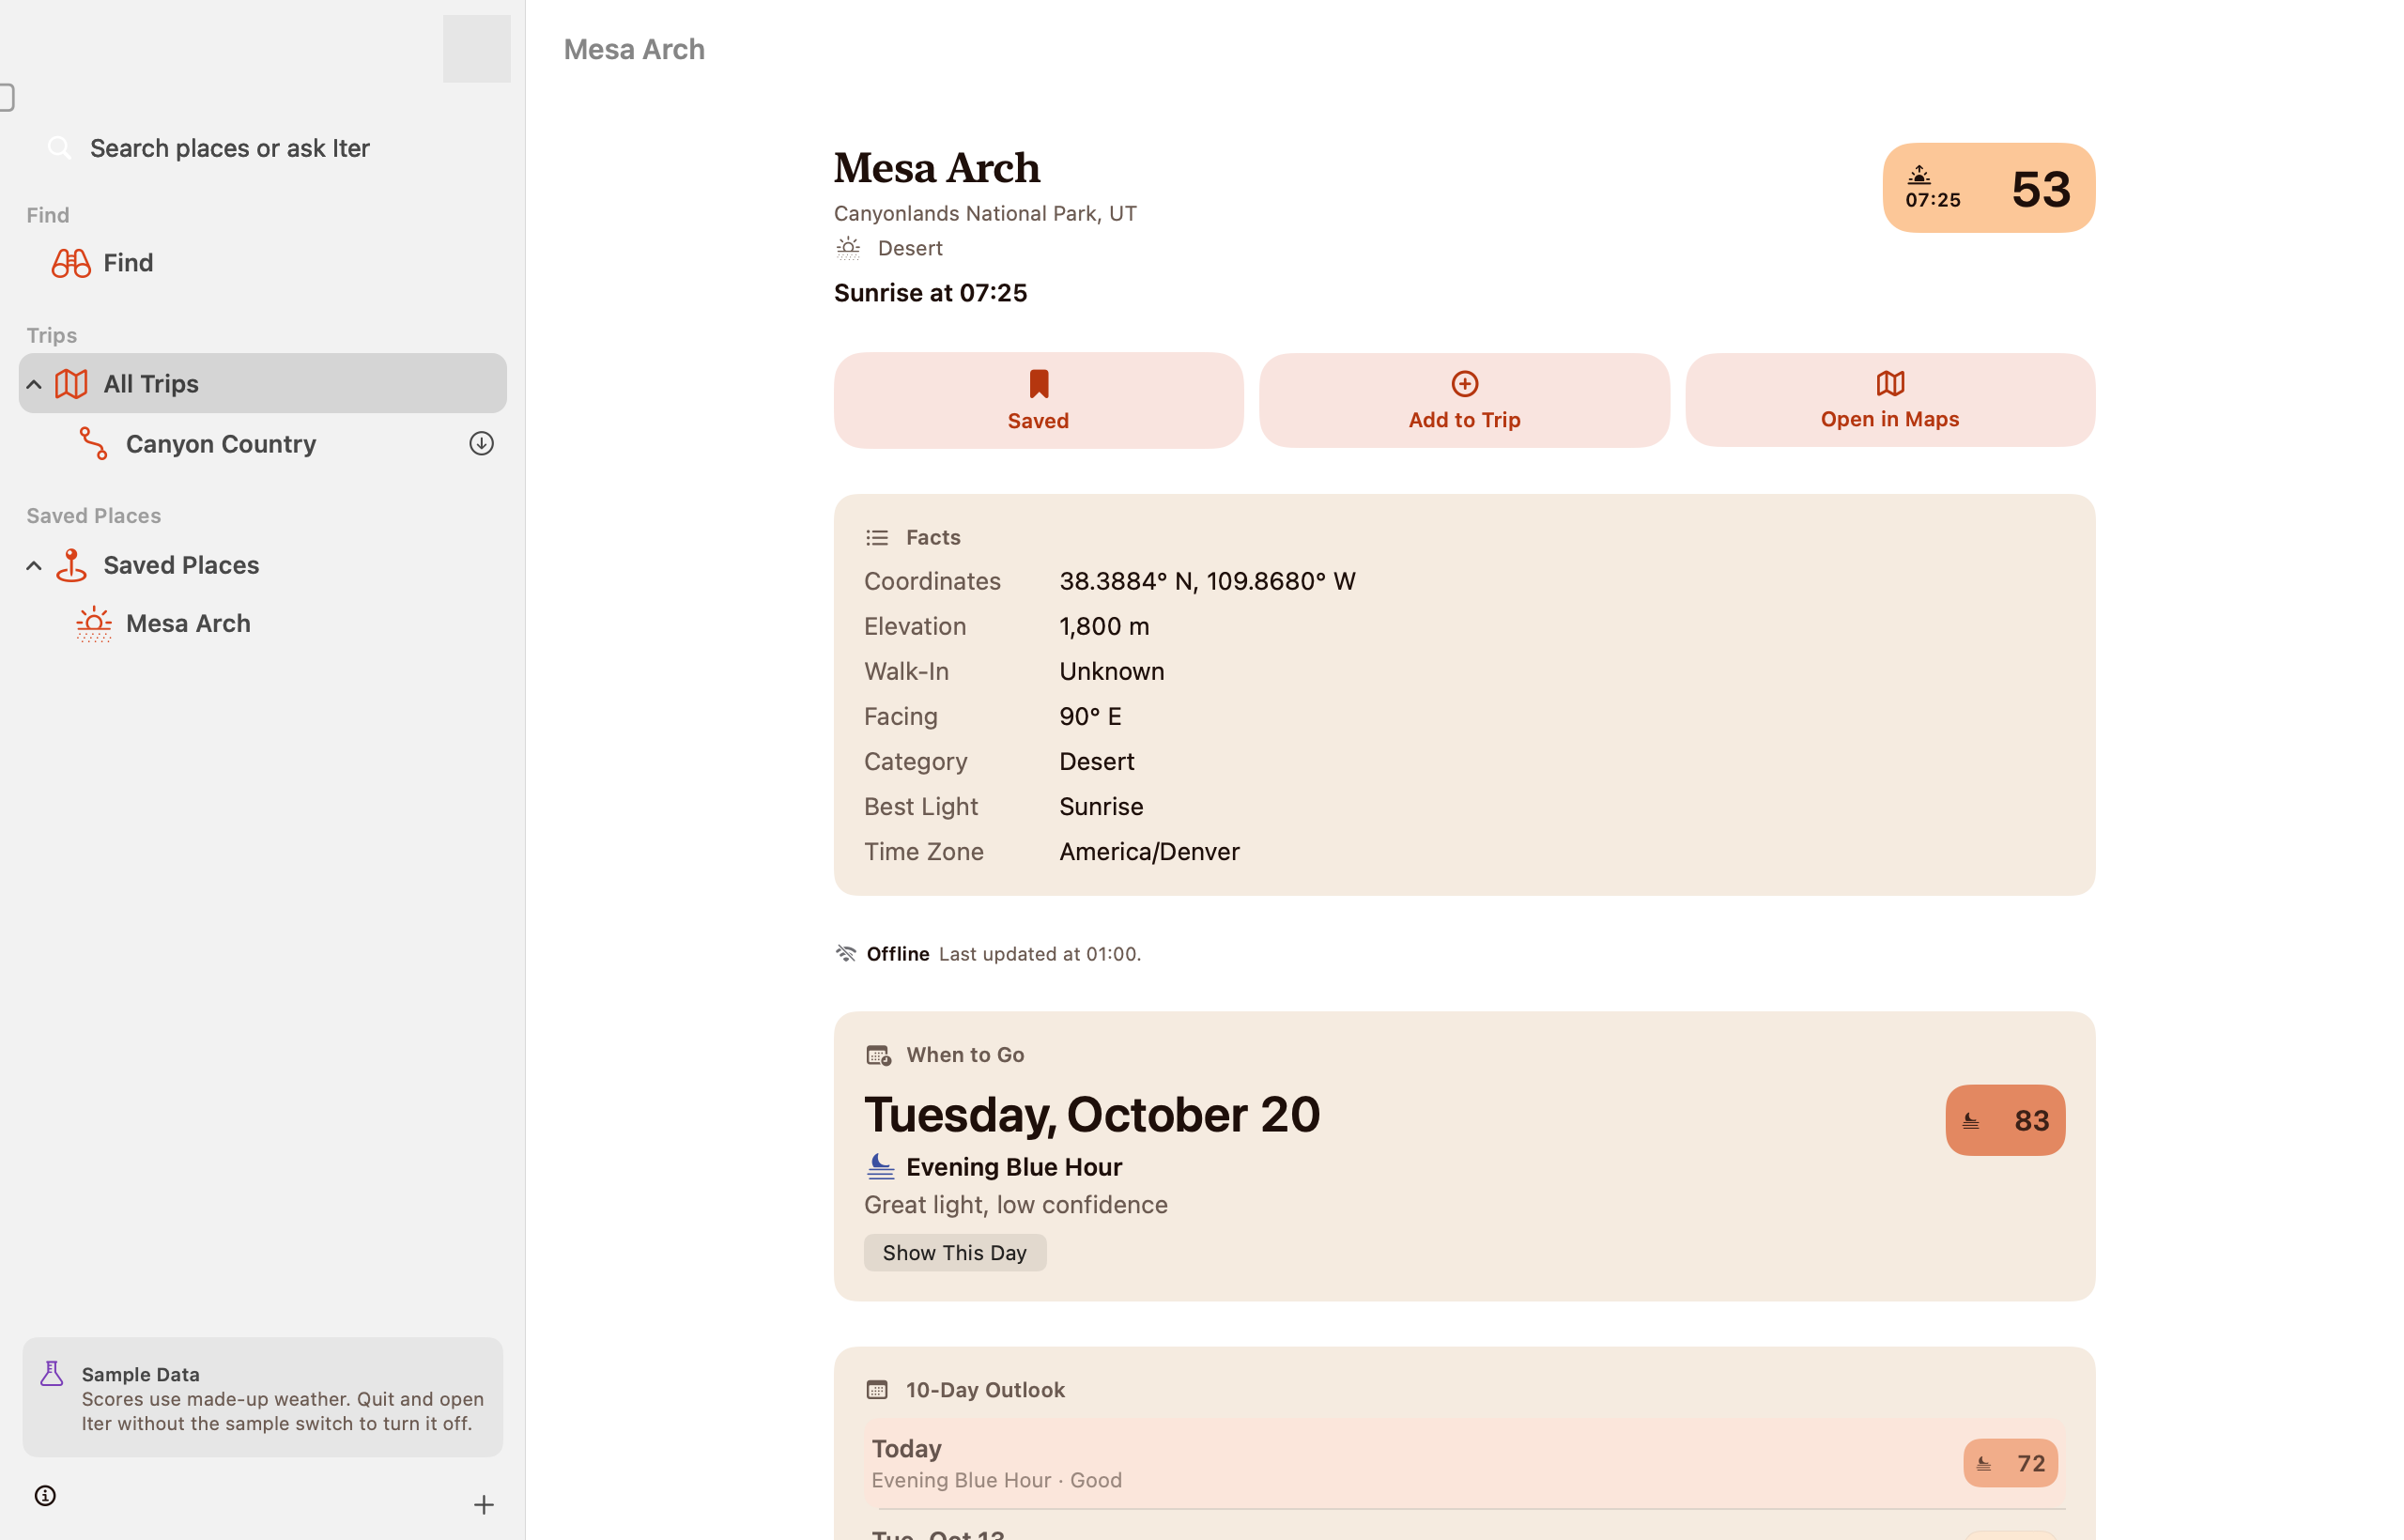 Mesa Arch
Search places or ask Iter
Find
Find
Trips
All Trips
Canyon Country
Saved Places
Saved Places
Mesa Arch
Sample Data
Scores use made-up weather. Quit and open
Iter without the sample switch to turn it off.
Mesa Arch
Canyonlands National Park, UT
Desert
Sunrise at 07:25
07:25
53
Saved
Add to Trip
Open in Maps
Facts
Coordinates 38.3884° N, 109.8680° W
Elevation 1,800 m
Walk-In Unknown
Facing 90° E
Category Desert
Best Light Sunrise
Time Zone America/Denver
Offline Last updated at 01:00.
When to Go
Tuesday, October 20
83
Evening Blue Hour
Great light, low confidence
Show This Day
10-Day Outlook
Today
Evening Blue Hour · Good
72
Tue, Oct 13